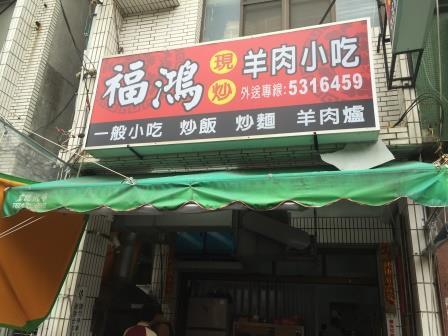 福鴻 現炒 羊肉小吃
外送專線:5316459
一般小吃 炒飯 炒麵 羊肉爐